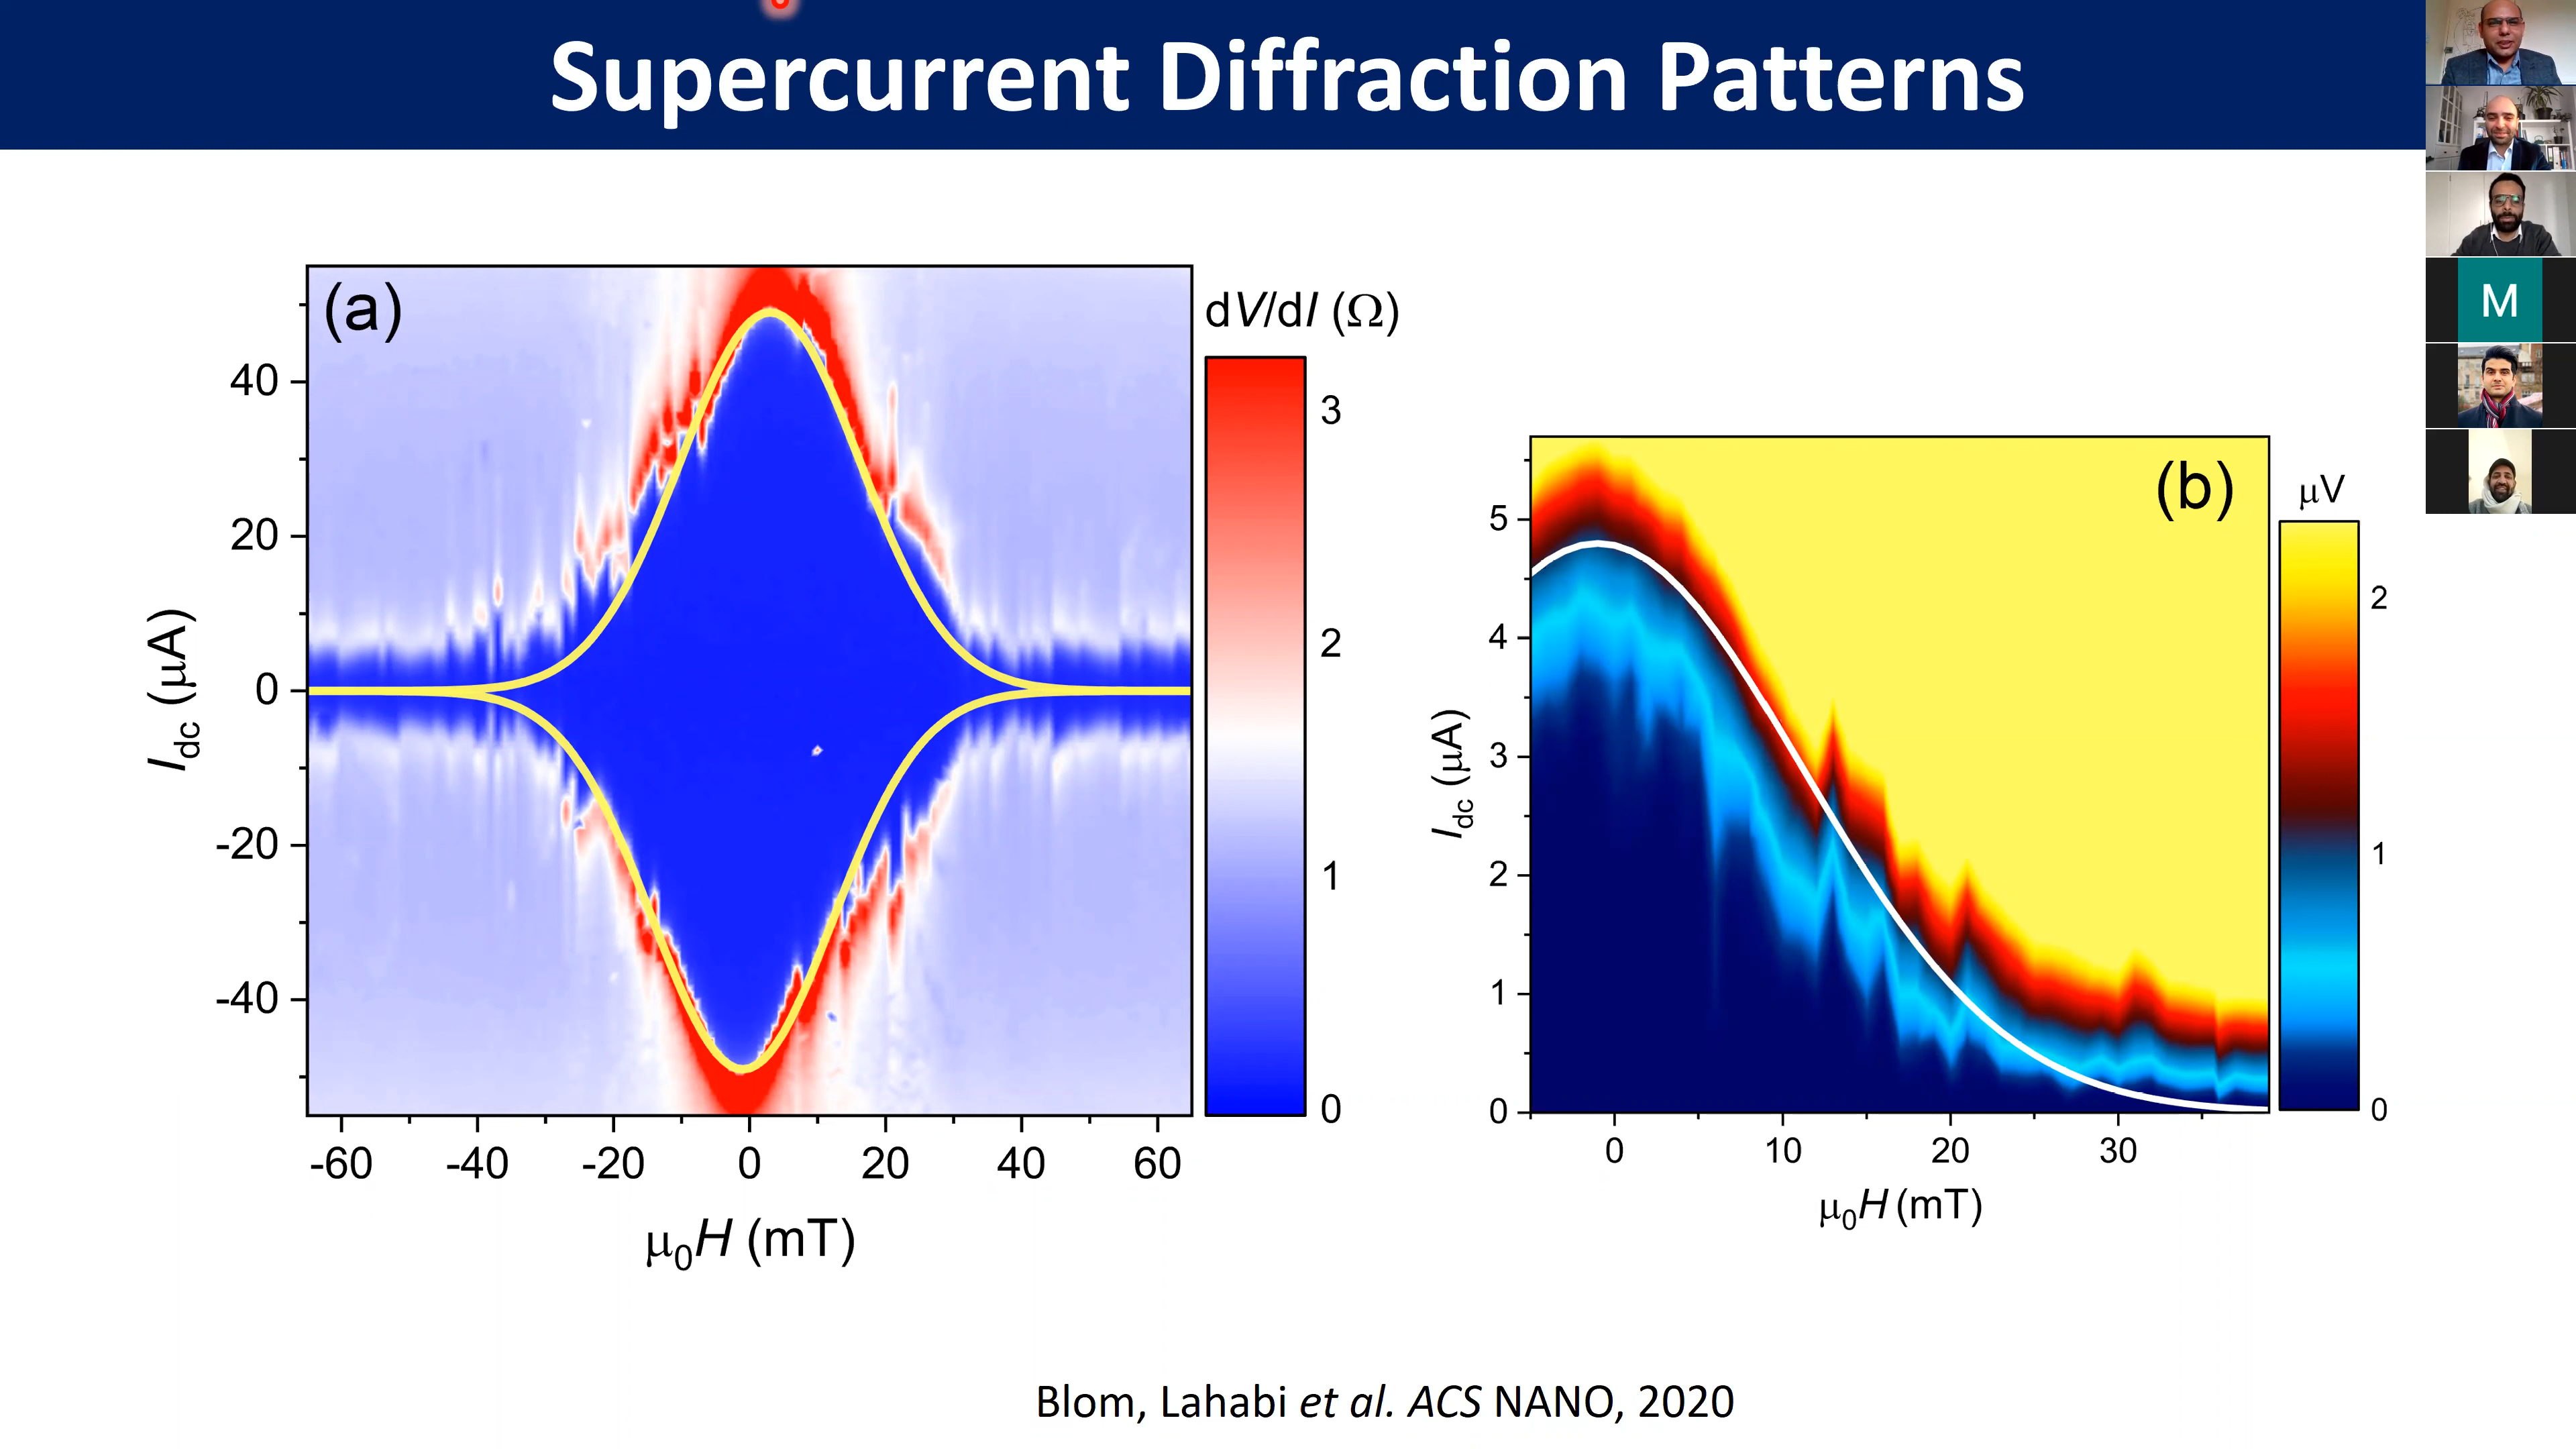 Supercurrent Diffraction Patterns
(a)
dV/dI (Ω)
3
2
1
0
40
20
0
-20
-40
I_dc (μA)
-60 -40 -20 0 20 40 60
μ₀H (mT)
(b)
μV
2
1
0
5
4
3
2
1
0
I_dc (μA)
0 10 20 30
μ₀H (mT)
M
Blom, Lahabi et al. ACS NANO, 2020